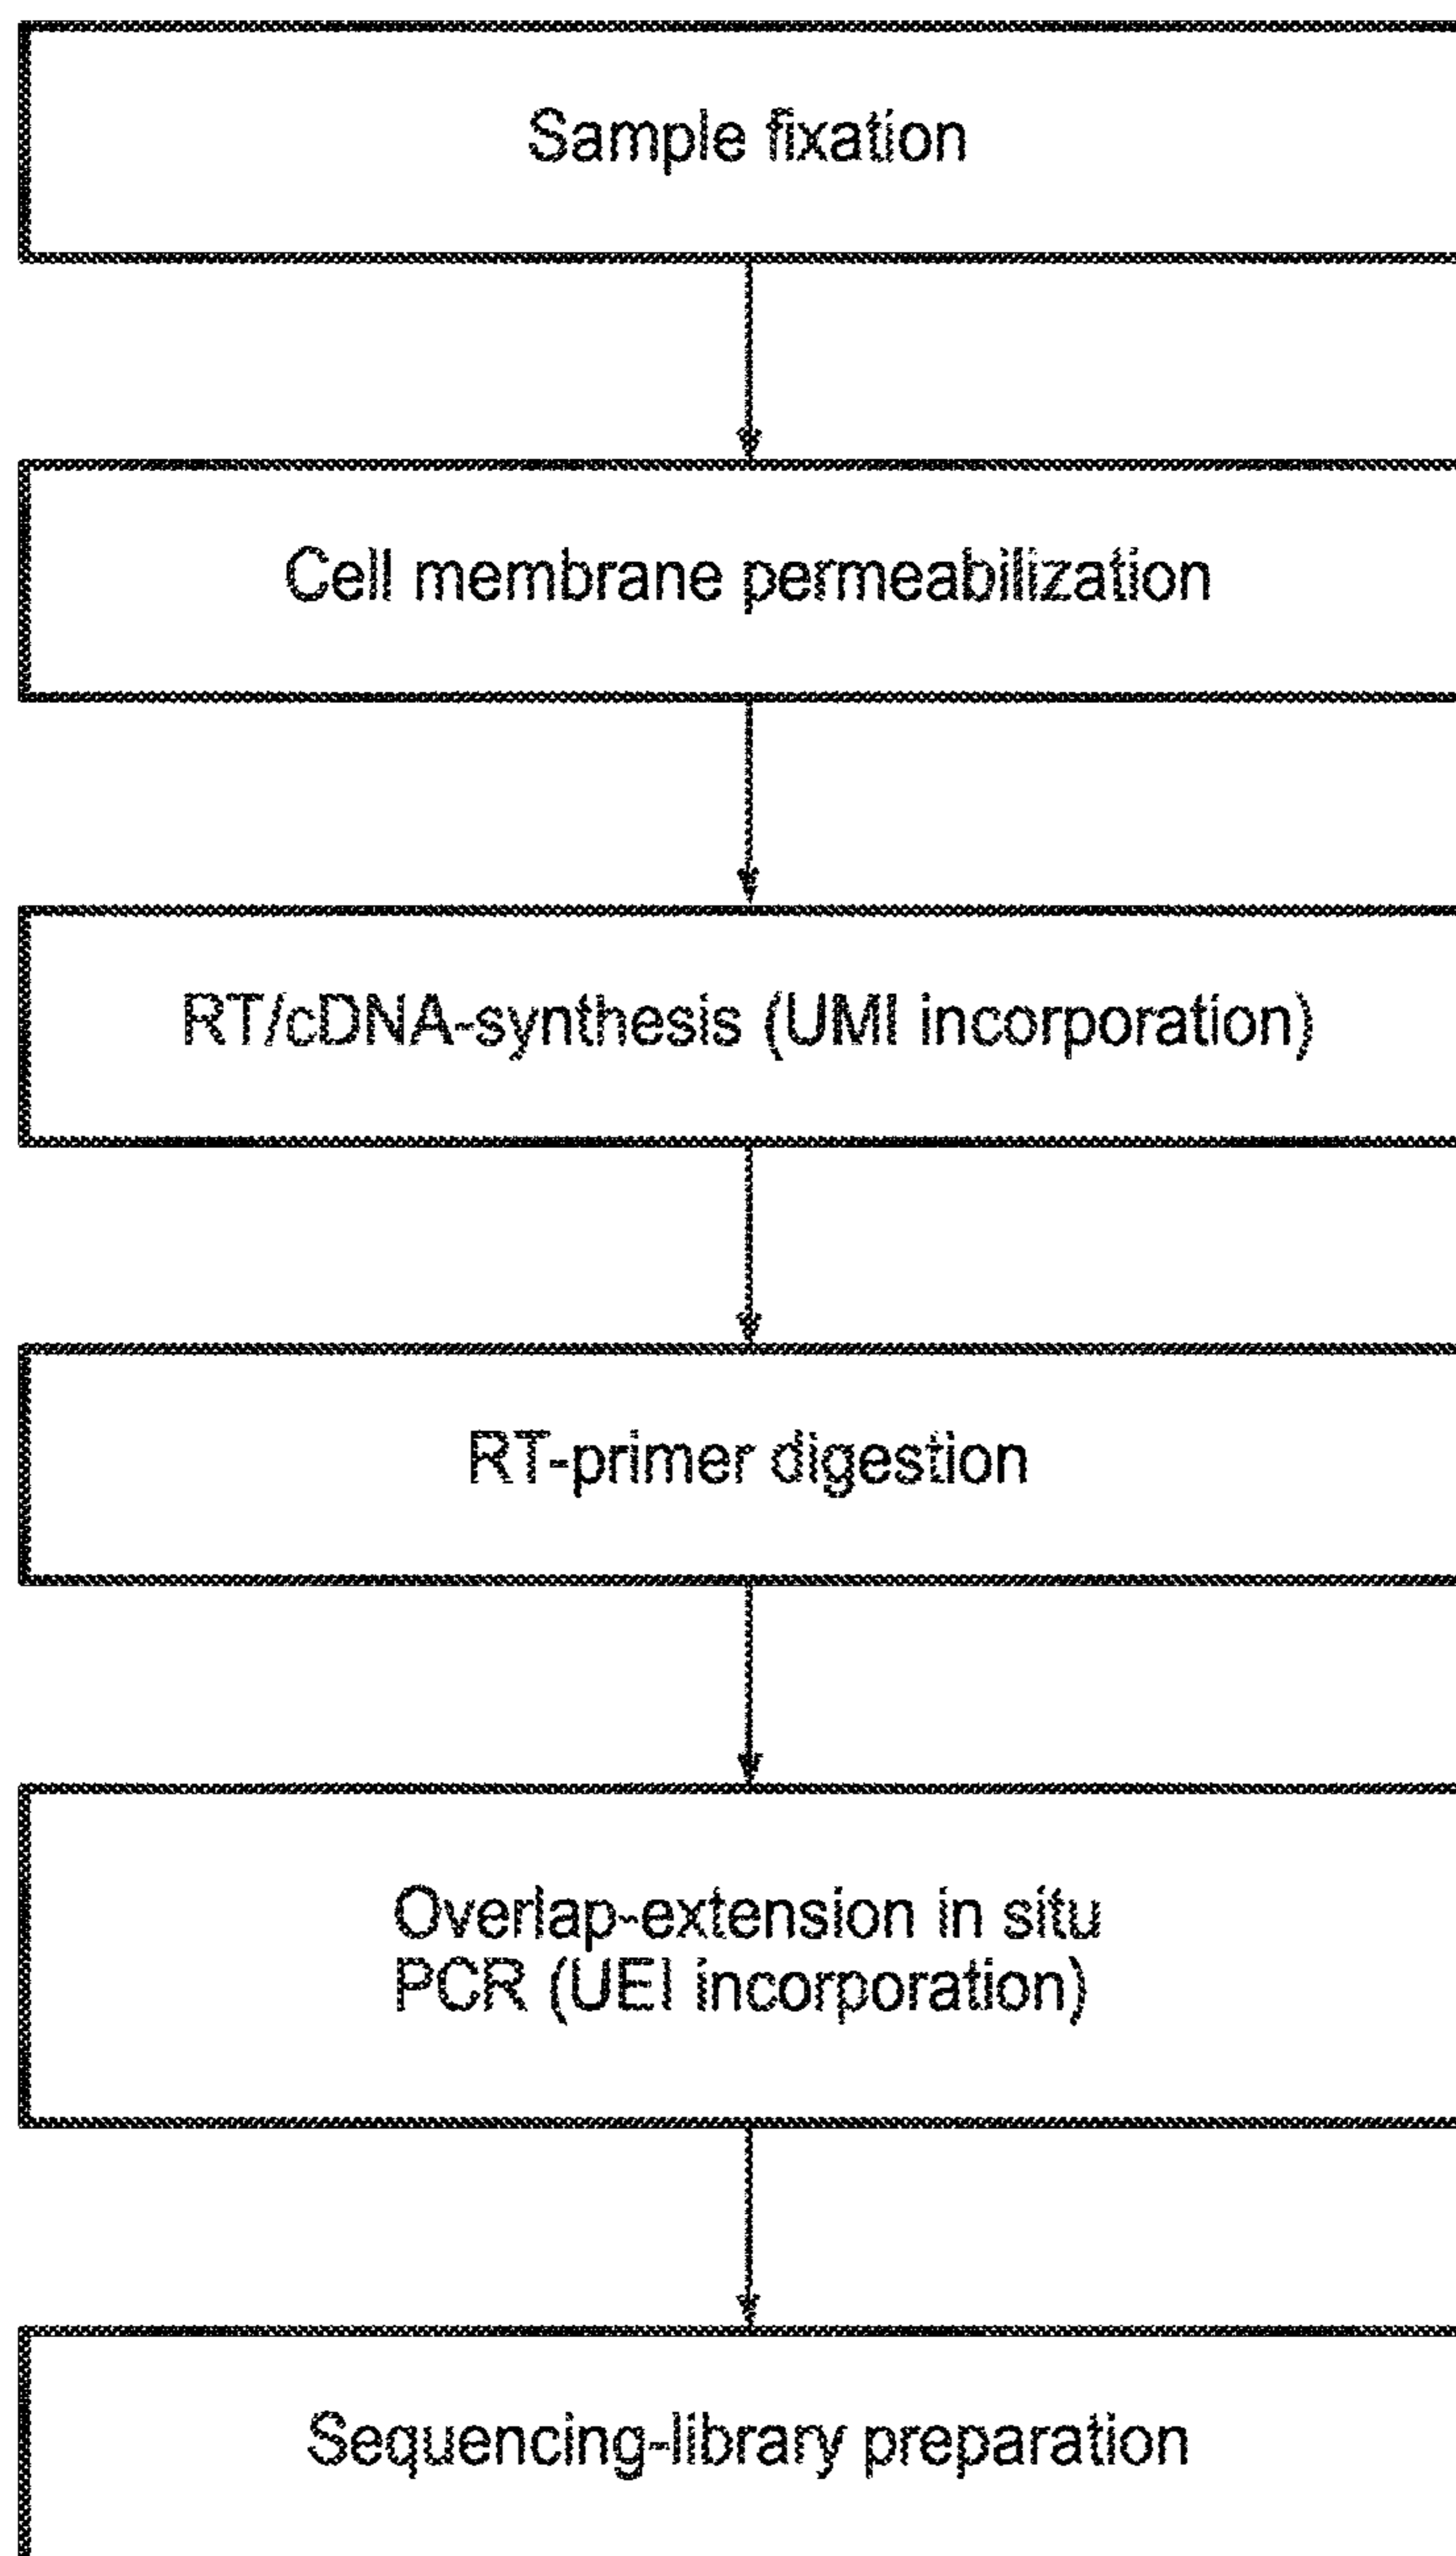 Sample fixation
Cell membrane permeabilization
RT/cDNA-synthesis (UMI incorporation)
RT-primer digestion
Overlap-extension in situ
PCR (UEI incorporation)
Sequencing-library preparation